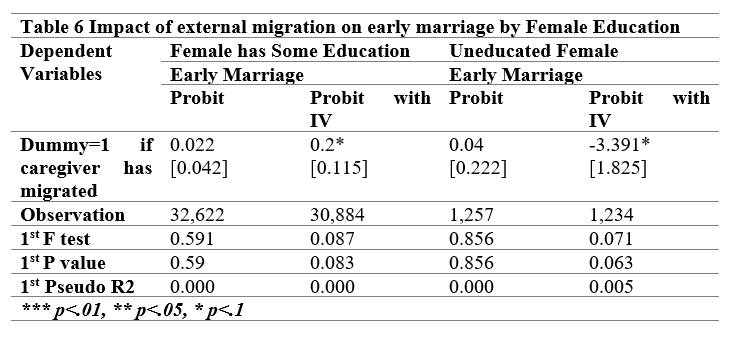 Table 6 Impact of external migration on early marriage by Female Education
Dependent Variables Female has Some Education Uneducated Female
Early Marriage Early Marriage
Probit Probit with IV Probit Probit with IV
Dummy=1 if 0.022 0.2* 0.04 -3.391*
caregiver has [0.042] [0.115] [0.222] [1.825]
migrated
Observation 32,622 30,884 1,257 1,234
1st F test 0.591 0.087 0.856 0.071
1st P value 0.59 0.083 0.856 0.063
1st Pseudo R2 0.000 0.000 0.000 0.005
*** p<.01, ** p<.05, * p<.1